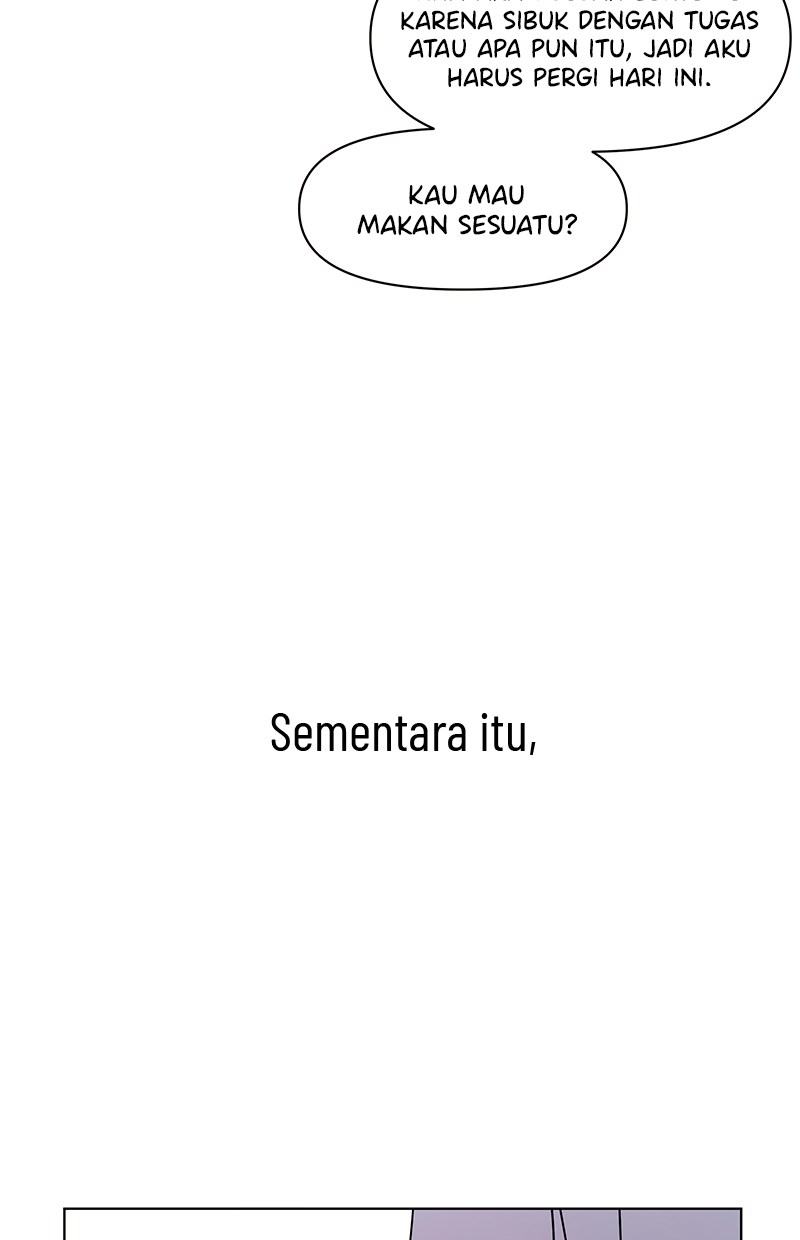 KARENA SIBUK DENGAN TUGAS
ATAU APA PUN ITU, JADI AKU
HARUS PERGI HARI INI.
KAU MAU
MAKAN SESUATU?
Sementara itu,